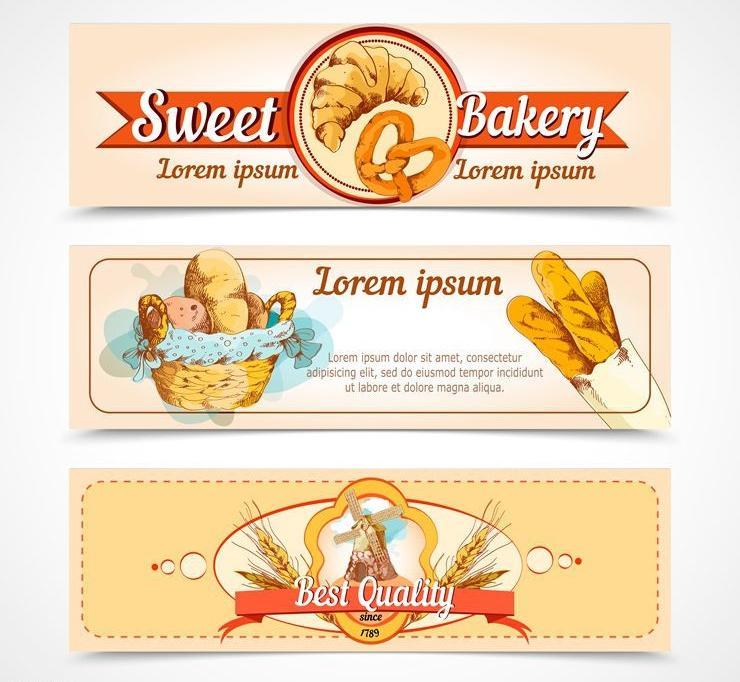 Sweet Bakery
Lorem ipsum Lorem ipsum
Lorem ipsum
Lorem ipsum dolor sit amet, consectetur
adipisicing elit, sed do eiusmod tempor incididunt
ut labore et dolore magna aliqua.
Best Quality
since
1789